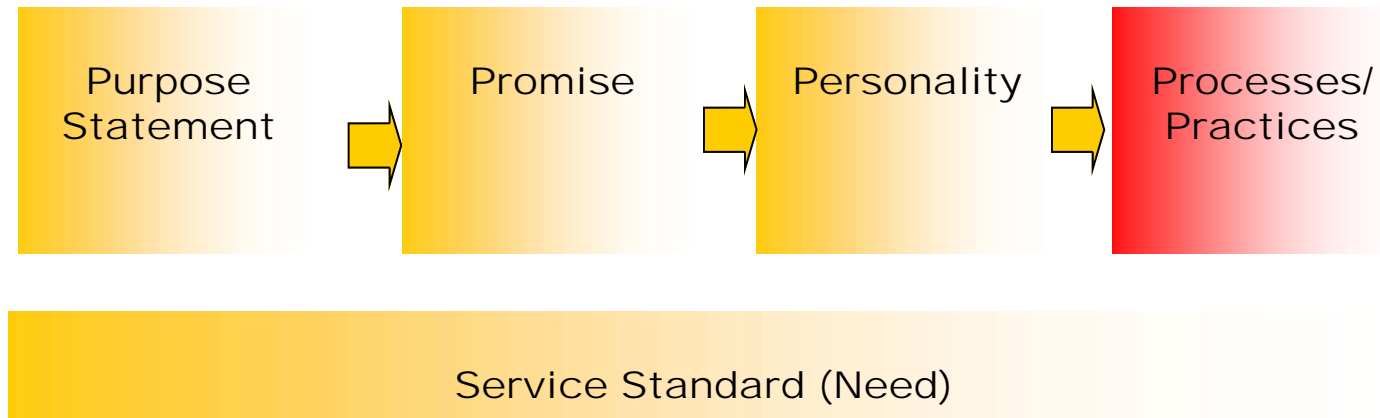 Purpose
Statement
Promise
Personality
Processes/
Practices
Service Standard (Need)